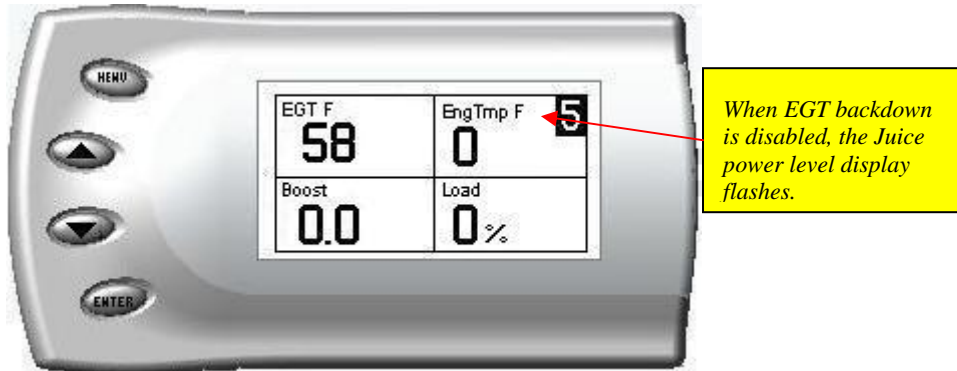 MENU
EGT F
58
EngTmp F
5
0
Boost
0.0
Load
0%
ENTER
When EGT backdown
is disabled, the Juice
power level display
flashes.